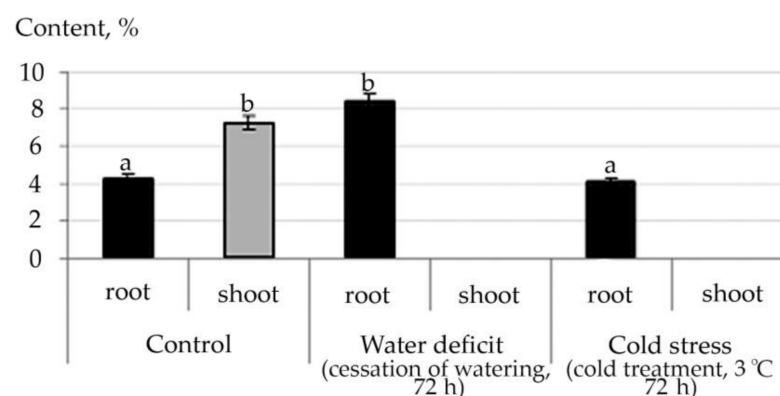 Content, %
10
8
6
4
2
0
a
b
b
a
root
shoot
root
shoot
root
shoot
Control
Water deficit
(cessation of watering,
72 h)
Cold stress
(cold treatment, 3 °C
72 h)